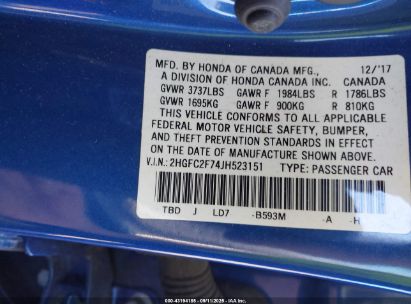 MFD. BY HONDA OF CANADA MFG., 12/'17
A DIVISION OF HONDA CANADA INC. CANADA
GVWR 3737LBS GAWR F 1984LBS R 1786LBS
GVWR 1695KG GAWR F 900KG R 810KG
THIS VEHICLE CONFORMS TO ALL APPLICABLE
FEDERAL MOTOR VEHICLE SAFETY, BUMPER,
AND THEFT PREVENTION STANDARDS IN EFFECT
ON THE DATE OF MANUFACTURE SHOWN ABOVE.
V.I.N.: 2HGFC2F74JH523151 TYPE: PASSENGER CAR
TBD J LD7 -B593M -A -H